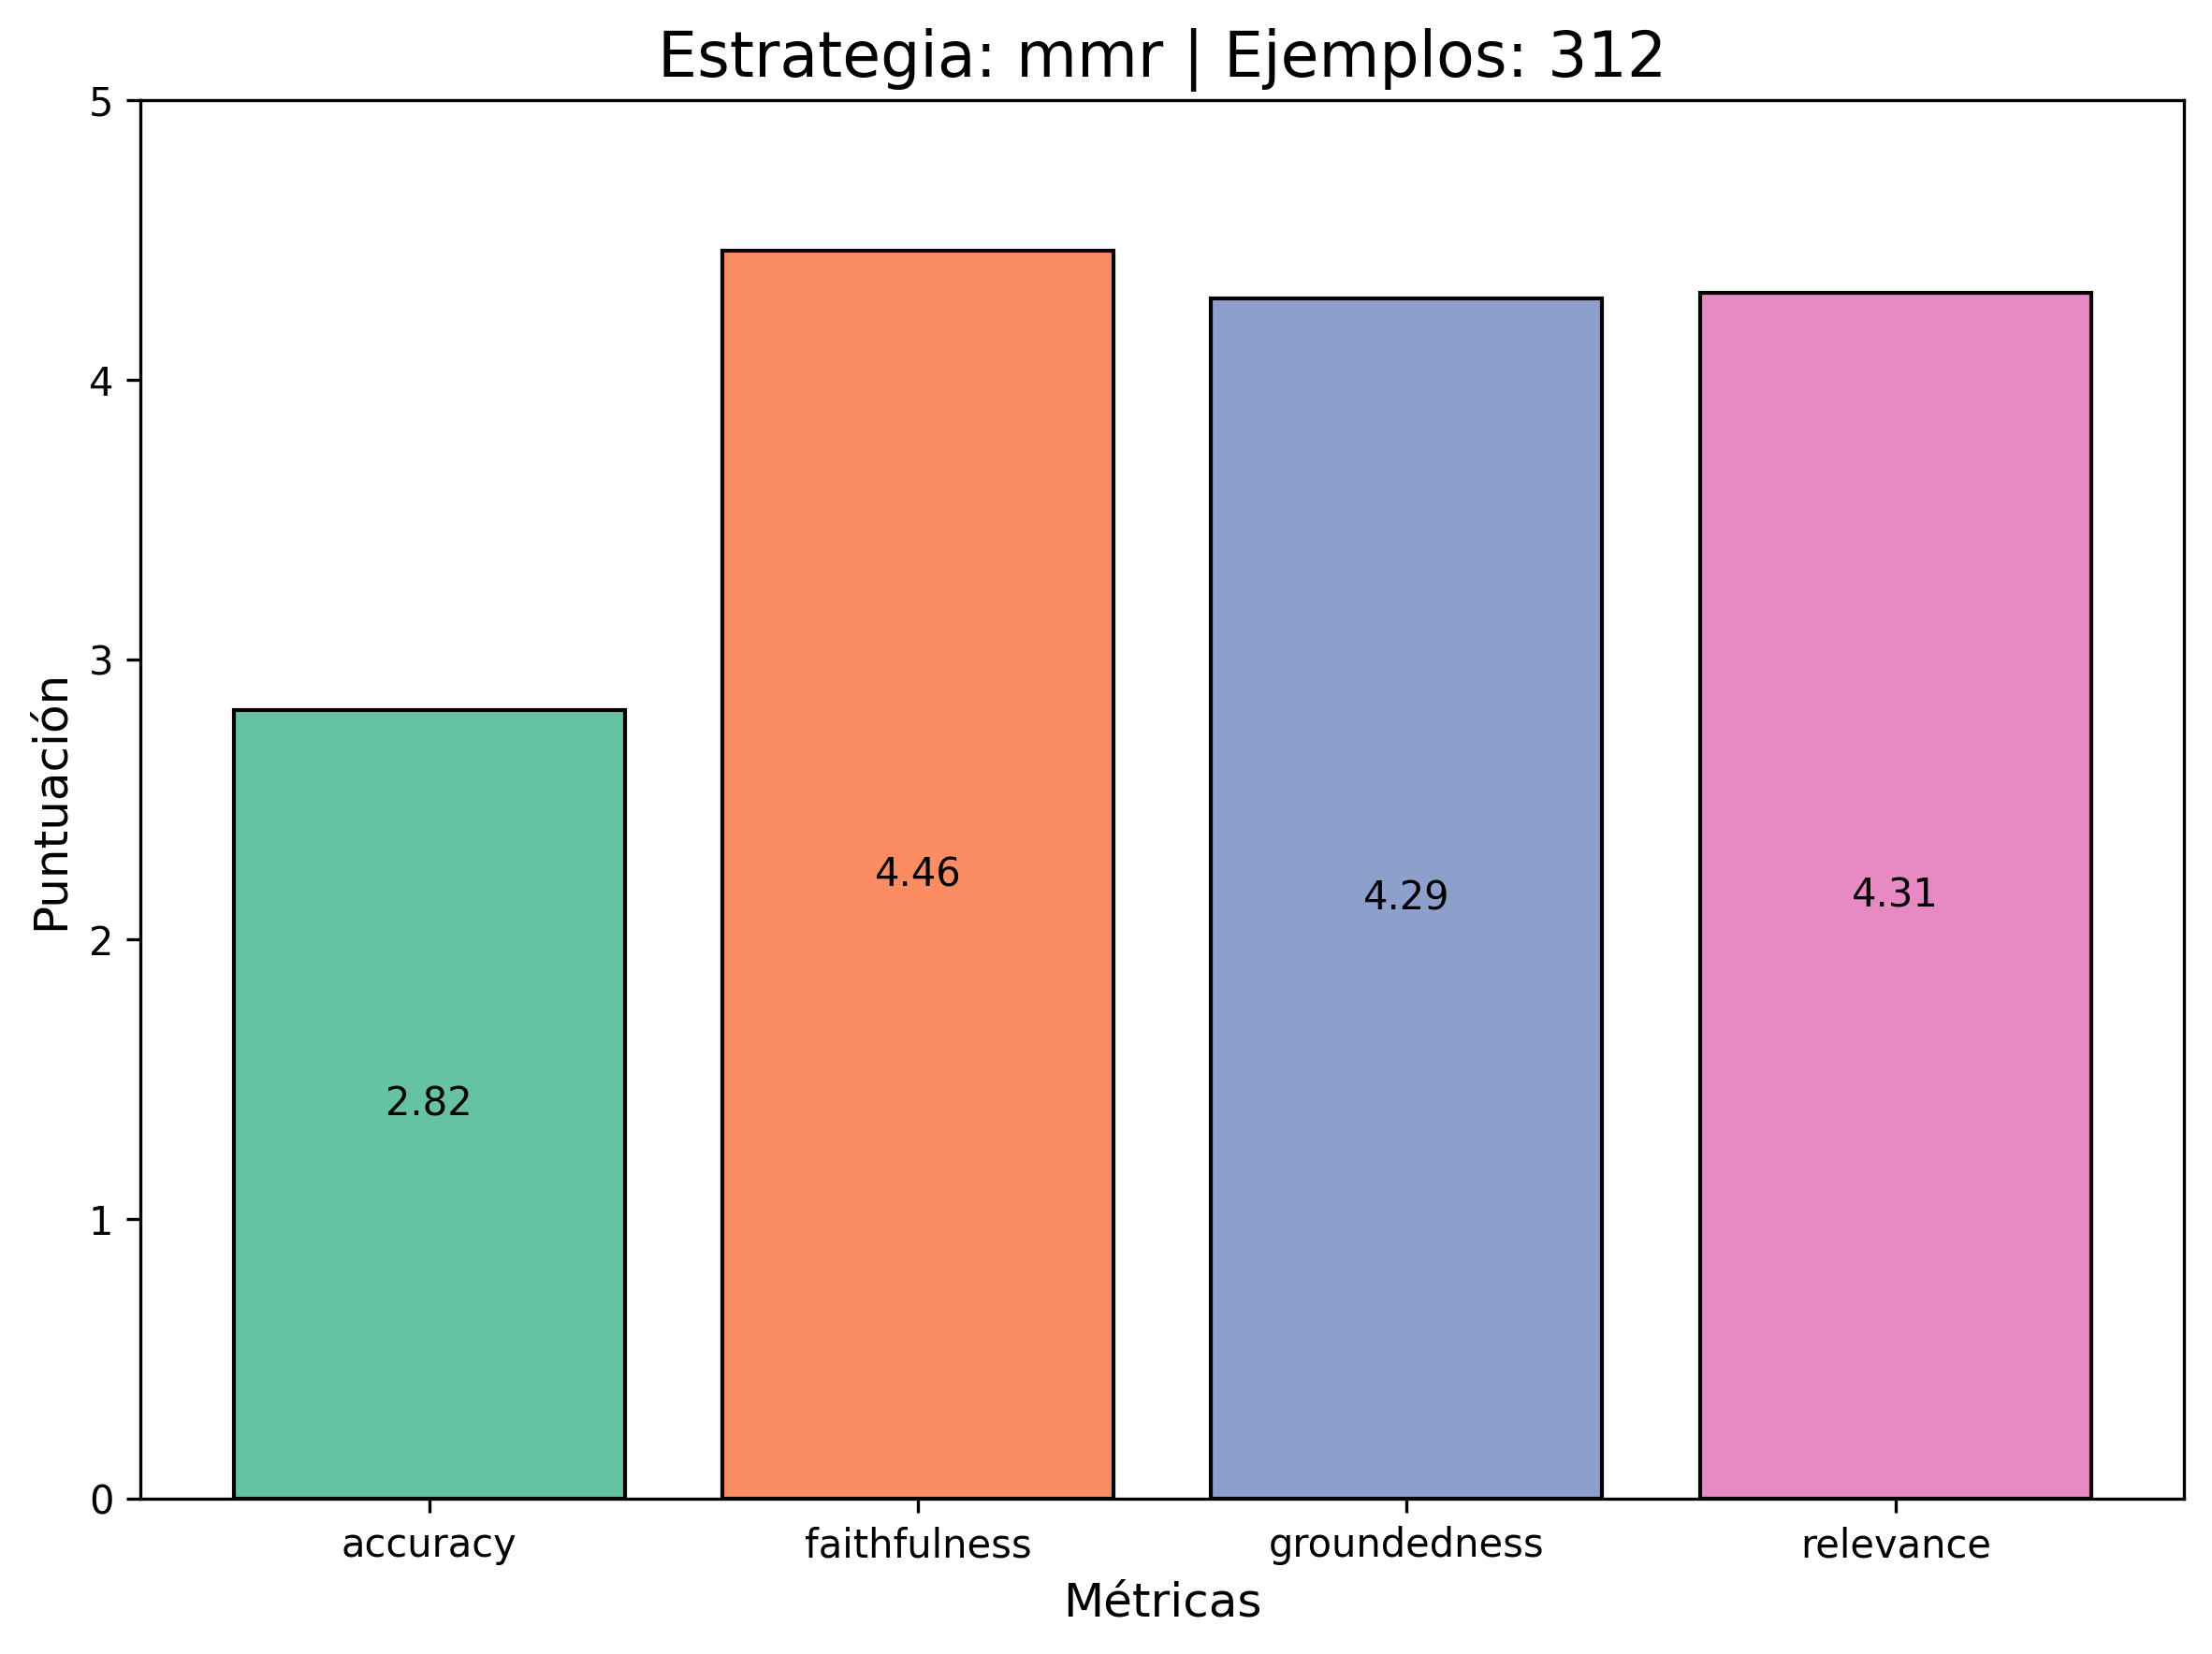 Estrategia: mmr | Ejemplos: 312
5
4
3
2
1
0
Puntuación
2.82
4.46
4.29
4.31
accuracy
faithfulness
groundedness
relevance
Métricas